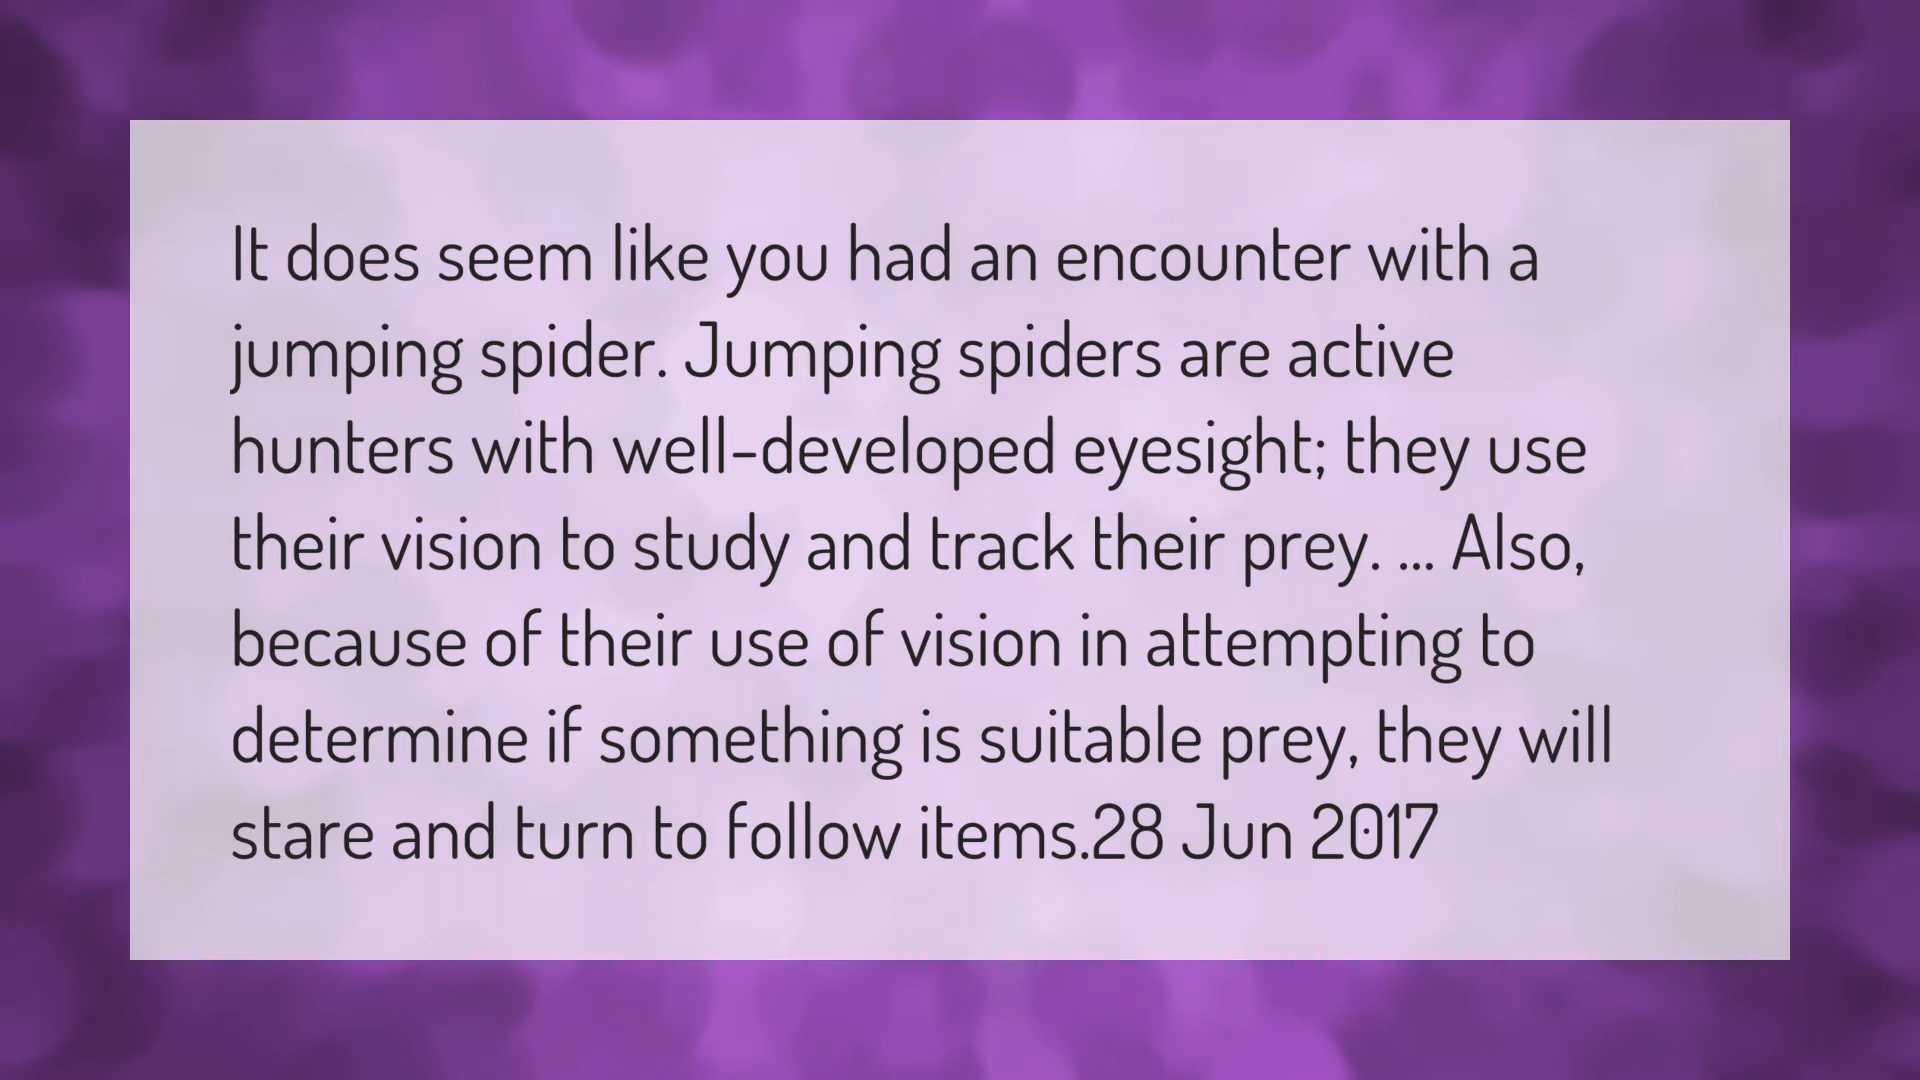 It does seem like you had an encounter with a
jumping spider. Jumping spiders are active
hunters with well-developed eyesight; they use
their vision to study and track their prey. ... Also,
because of their use of vision in attempting to
determine if something is suitable prey, they will
stare and turn to follow items.28 Jun 2017